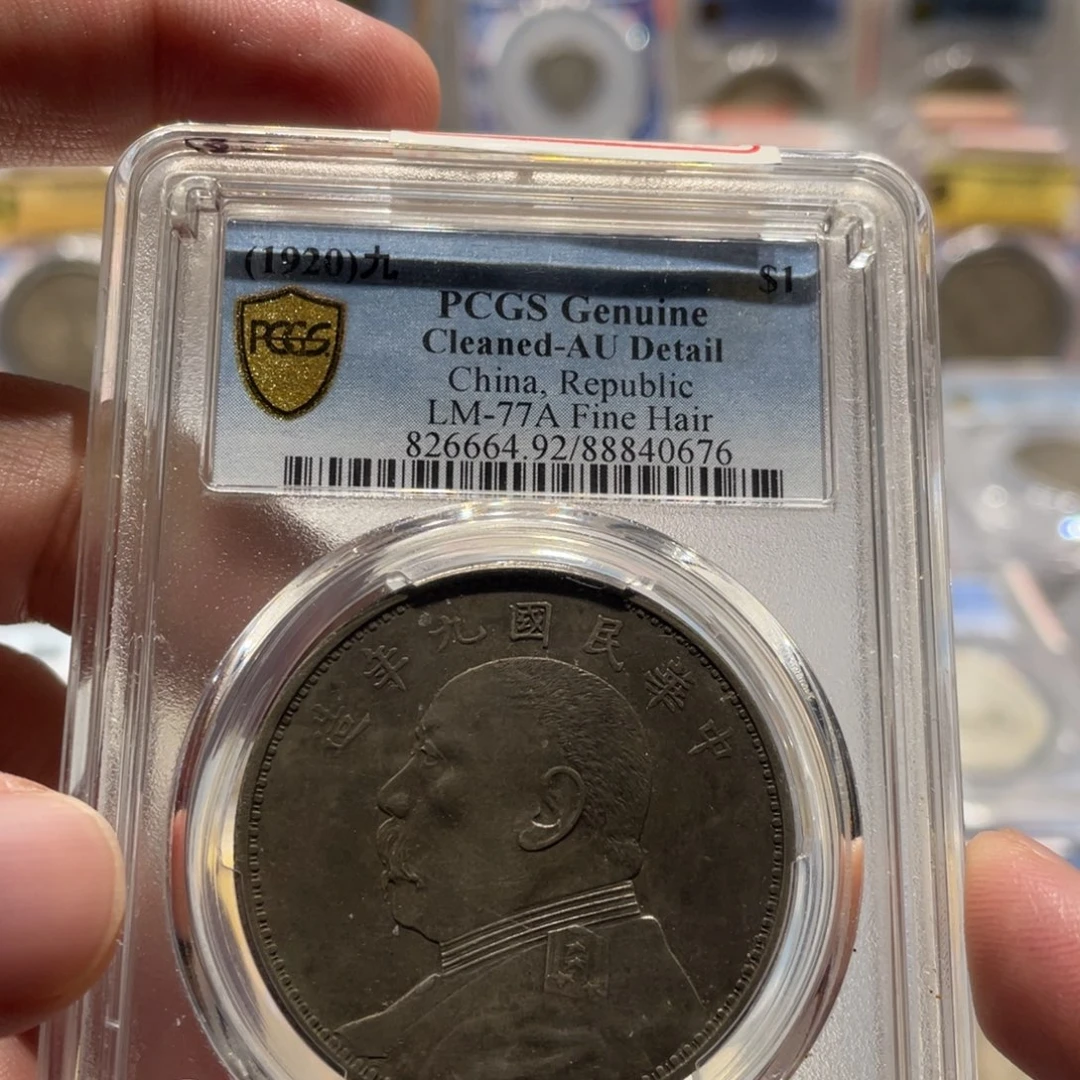 (1920)九 $1
PCGS Genuine
Cleaned-AU Detail
China, Republic
LM-77A Fine Hair
826664.92/88840676
PCGS
造年九國民華中